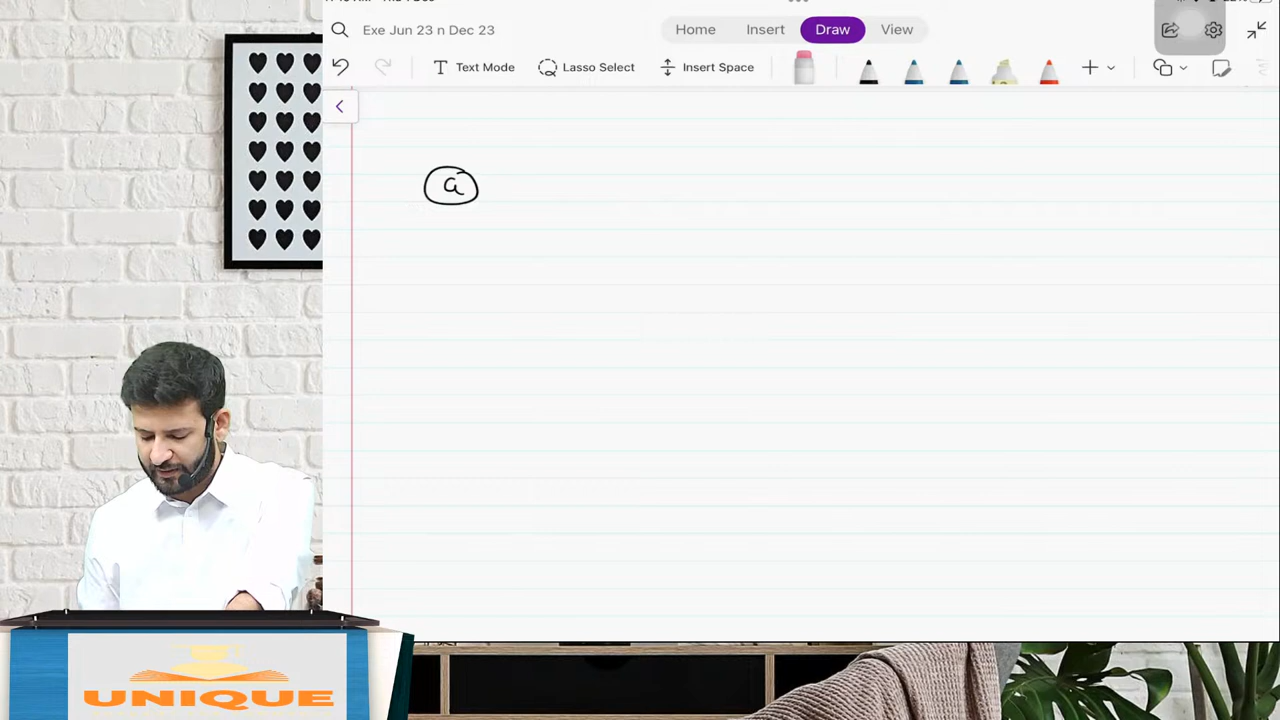 Exe Jun 23 n Dec 23
Home Insert Draw View
Text Mode Lasso Select Insert Space
a
UNIQUE